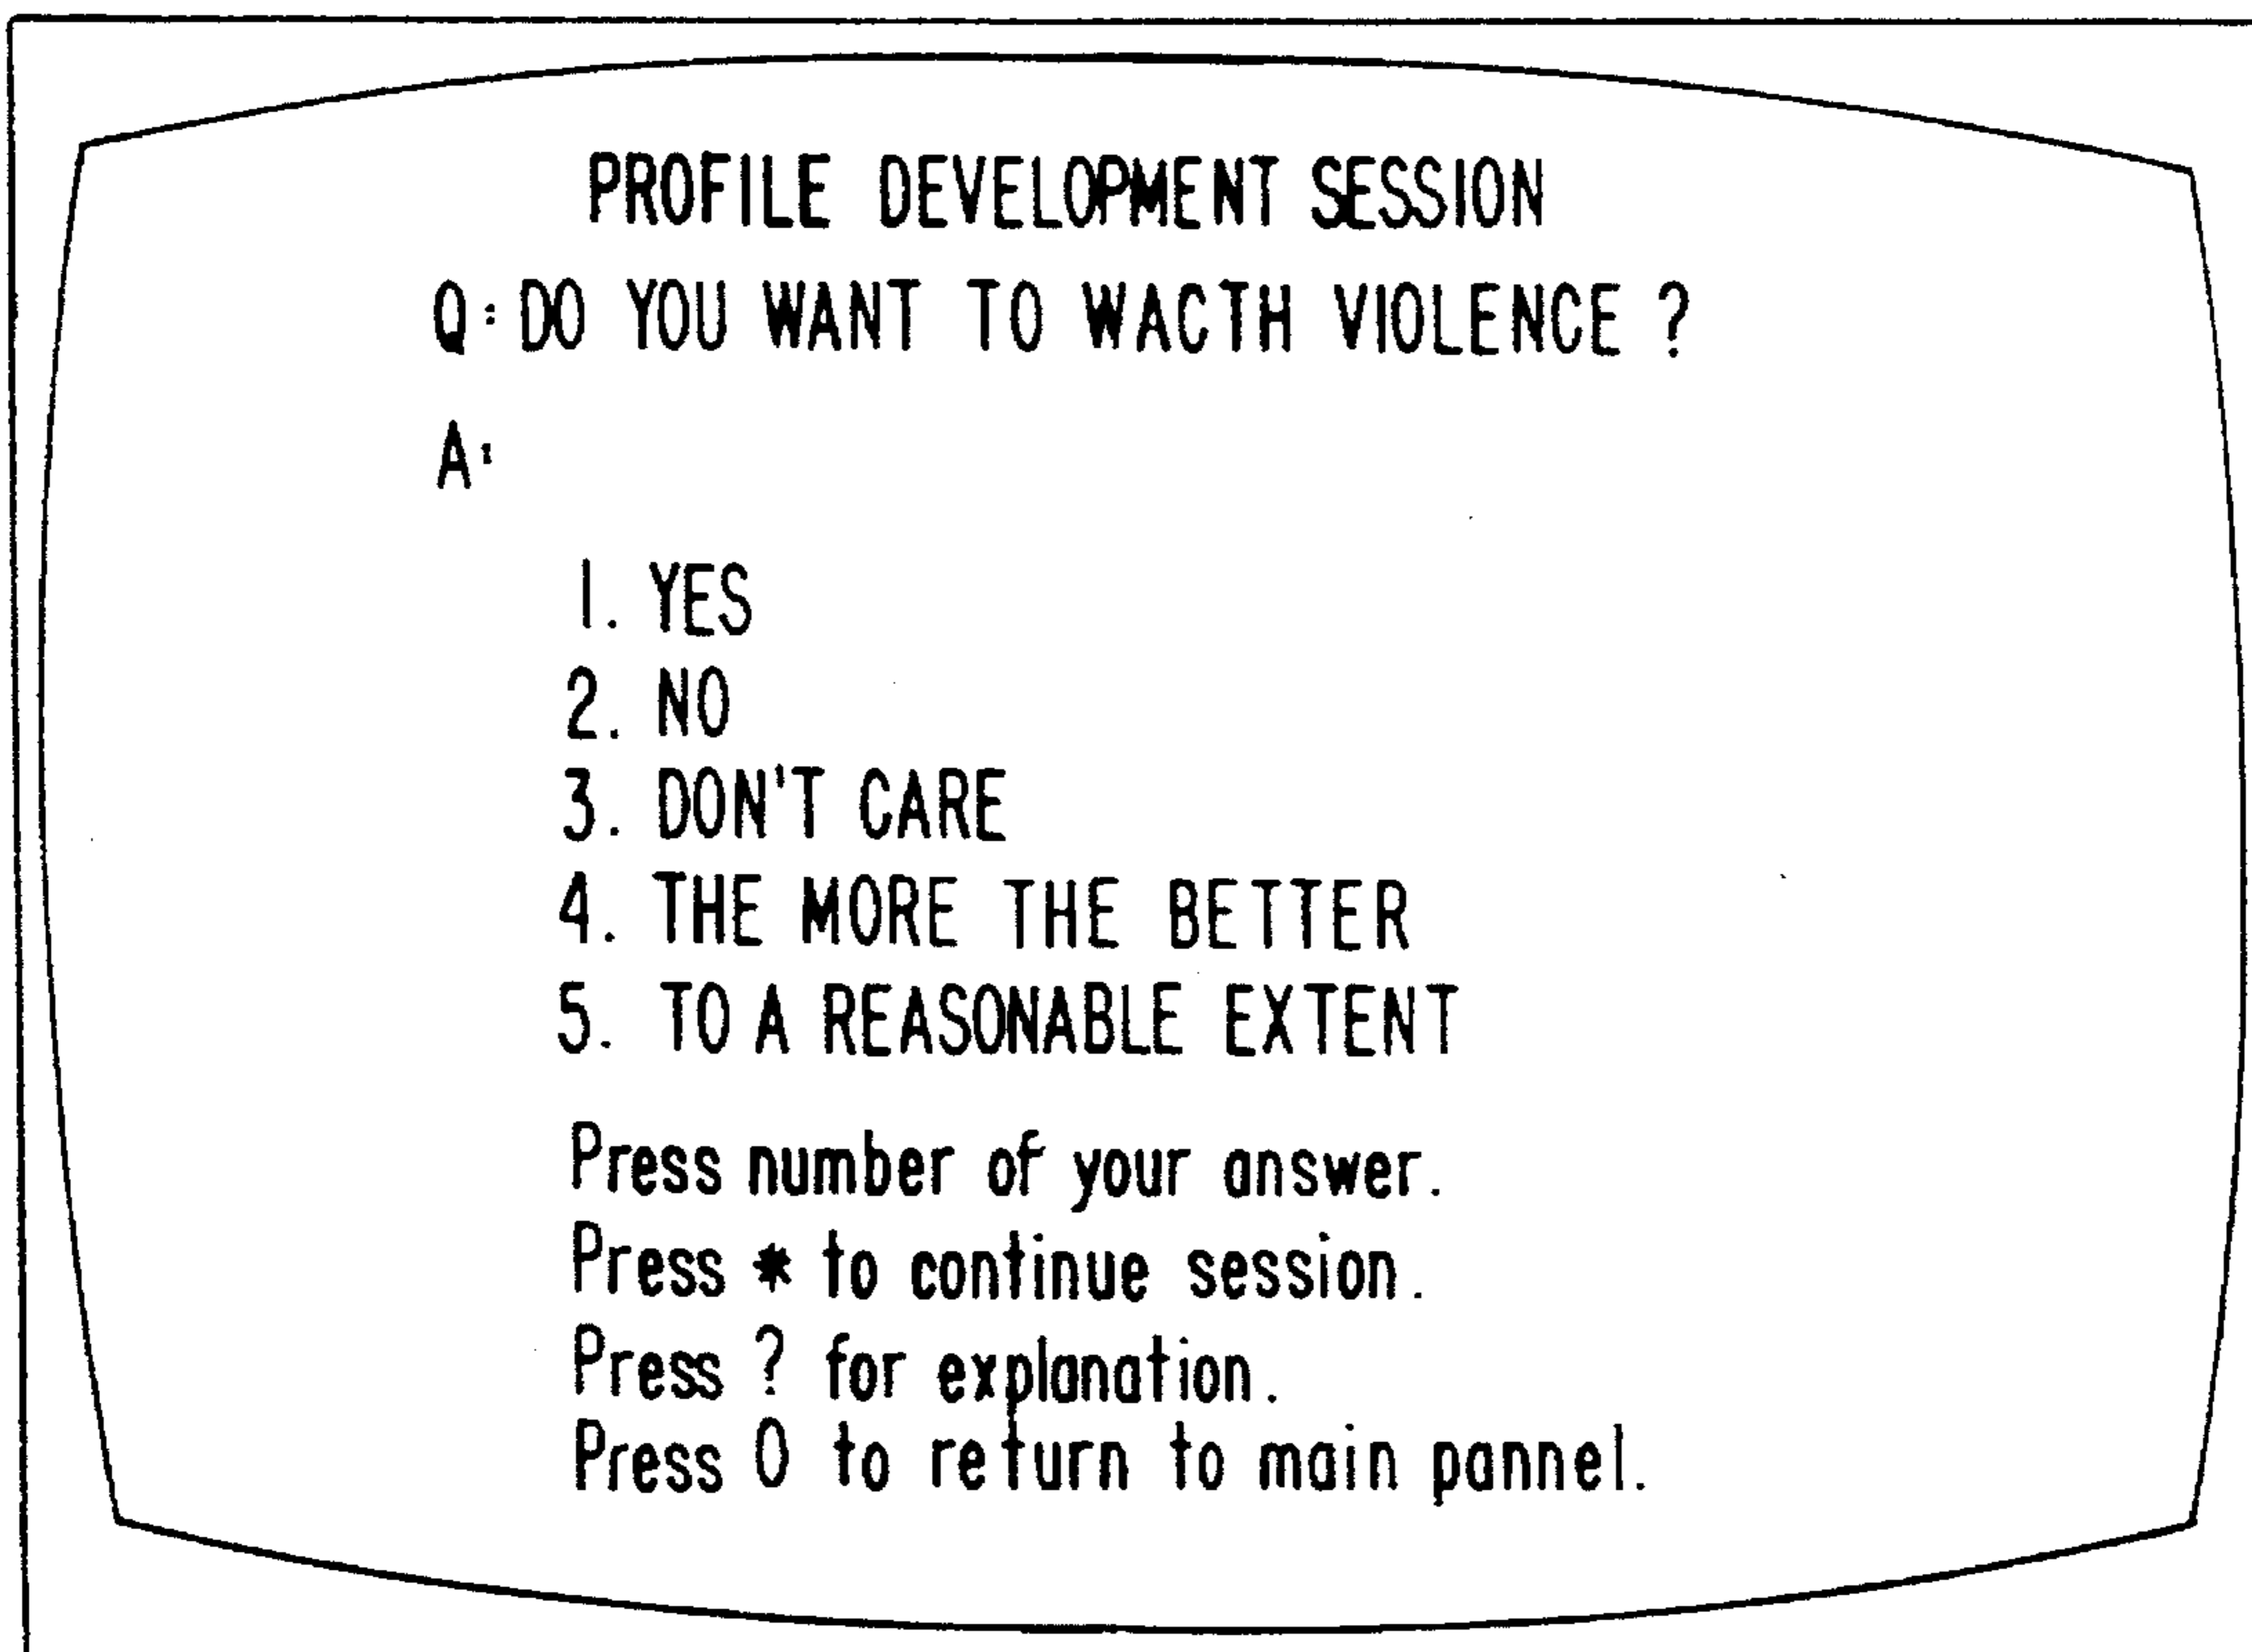 PROFILE DEVELOPMENT SESSION
Q: DO YOU WANT TO WACTH VIOLENCE ?
A:
1. YES
2. NO
3. DON'T CARE
4. THE MORE THE BETTER
5. TO A REASONABLE EXTENT
Press number of your answer.
Press * to continue session.
Press ? for explanation.
Press 0 to return to main pannel.